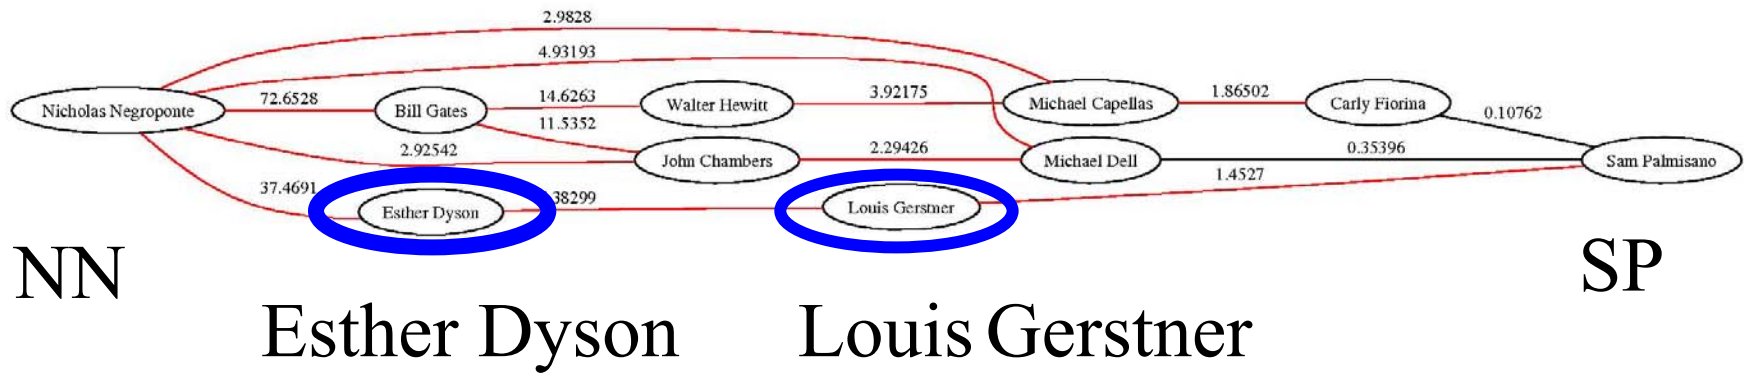 2.9828
4.93193
72.6528
14.6263
3.92175
1.86502
Nicholas Negroponte
Bill Gates
Walter Hewitt
Michael Capellas
Carly Fiorina
0.10762
11.5352
2.92542
2.29426
0.35396
John Chambers
Michael Dell
Sam Palmisano
1.4527
37.4691
38299
Esther Dyson
Louis Gerstner
NN
SP
Esther Dyson
Louis Gerstner